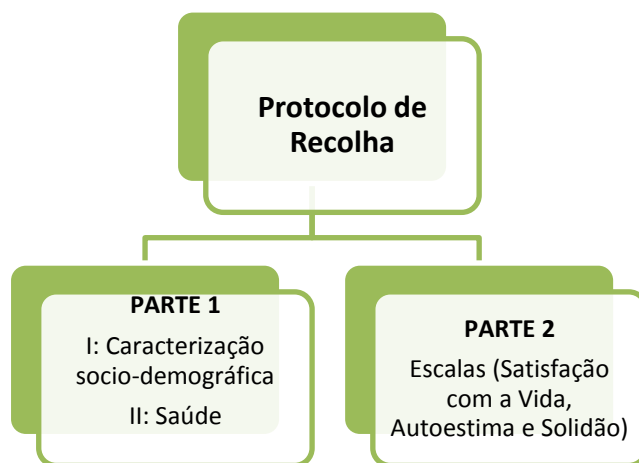 Protocolo de
Recolha
PARTE 1
I: Caracterização
socio-demográfica
II: Saúde
PARTE 2
Escalas (Satisfação
com a Vida,
Autoestima e Solidão)